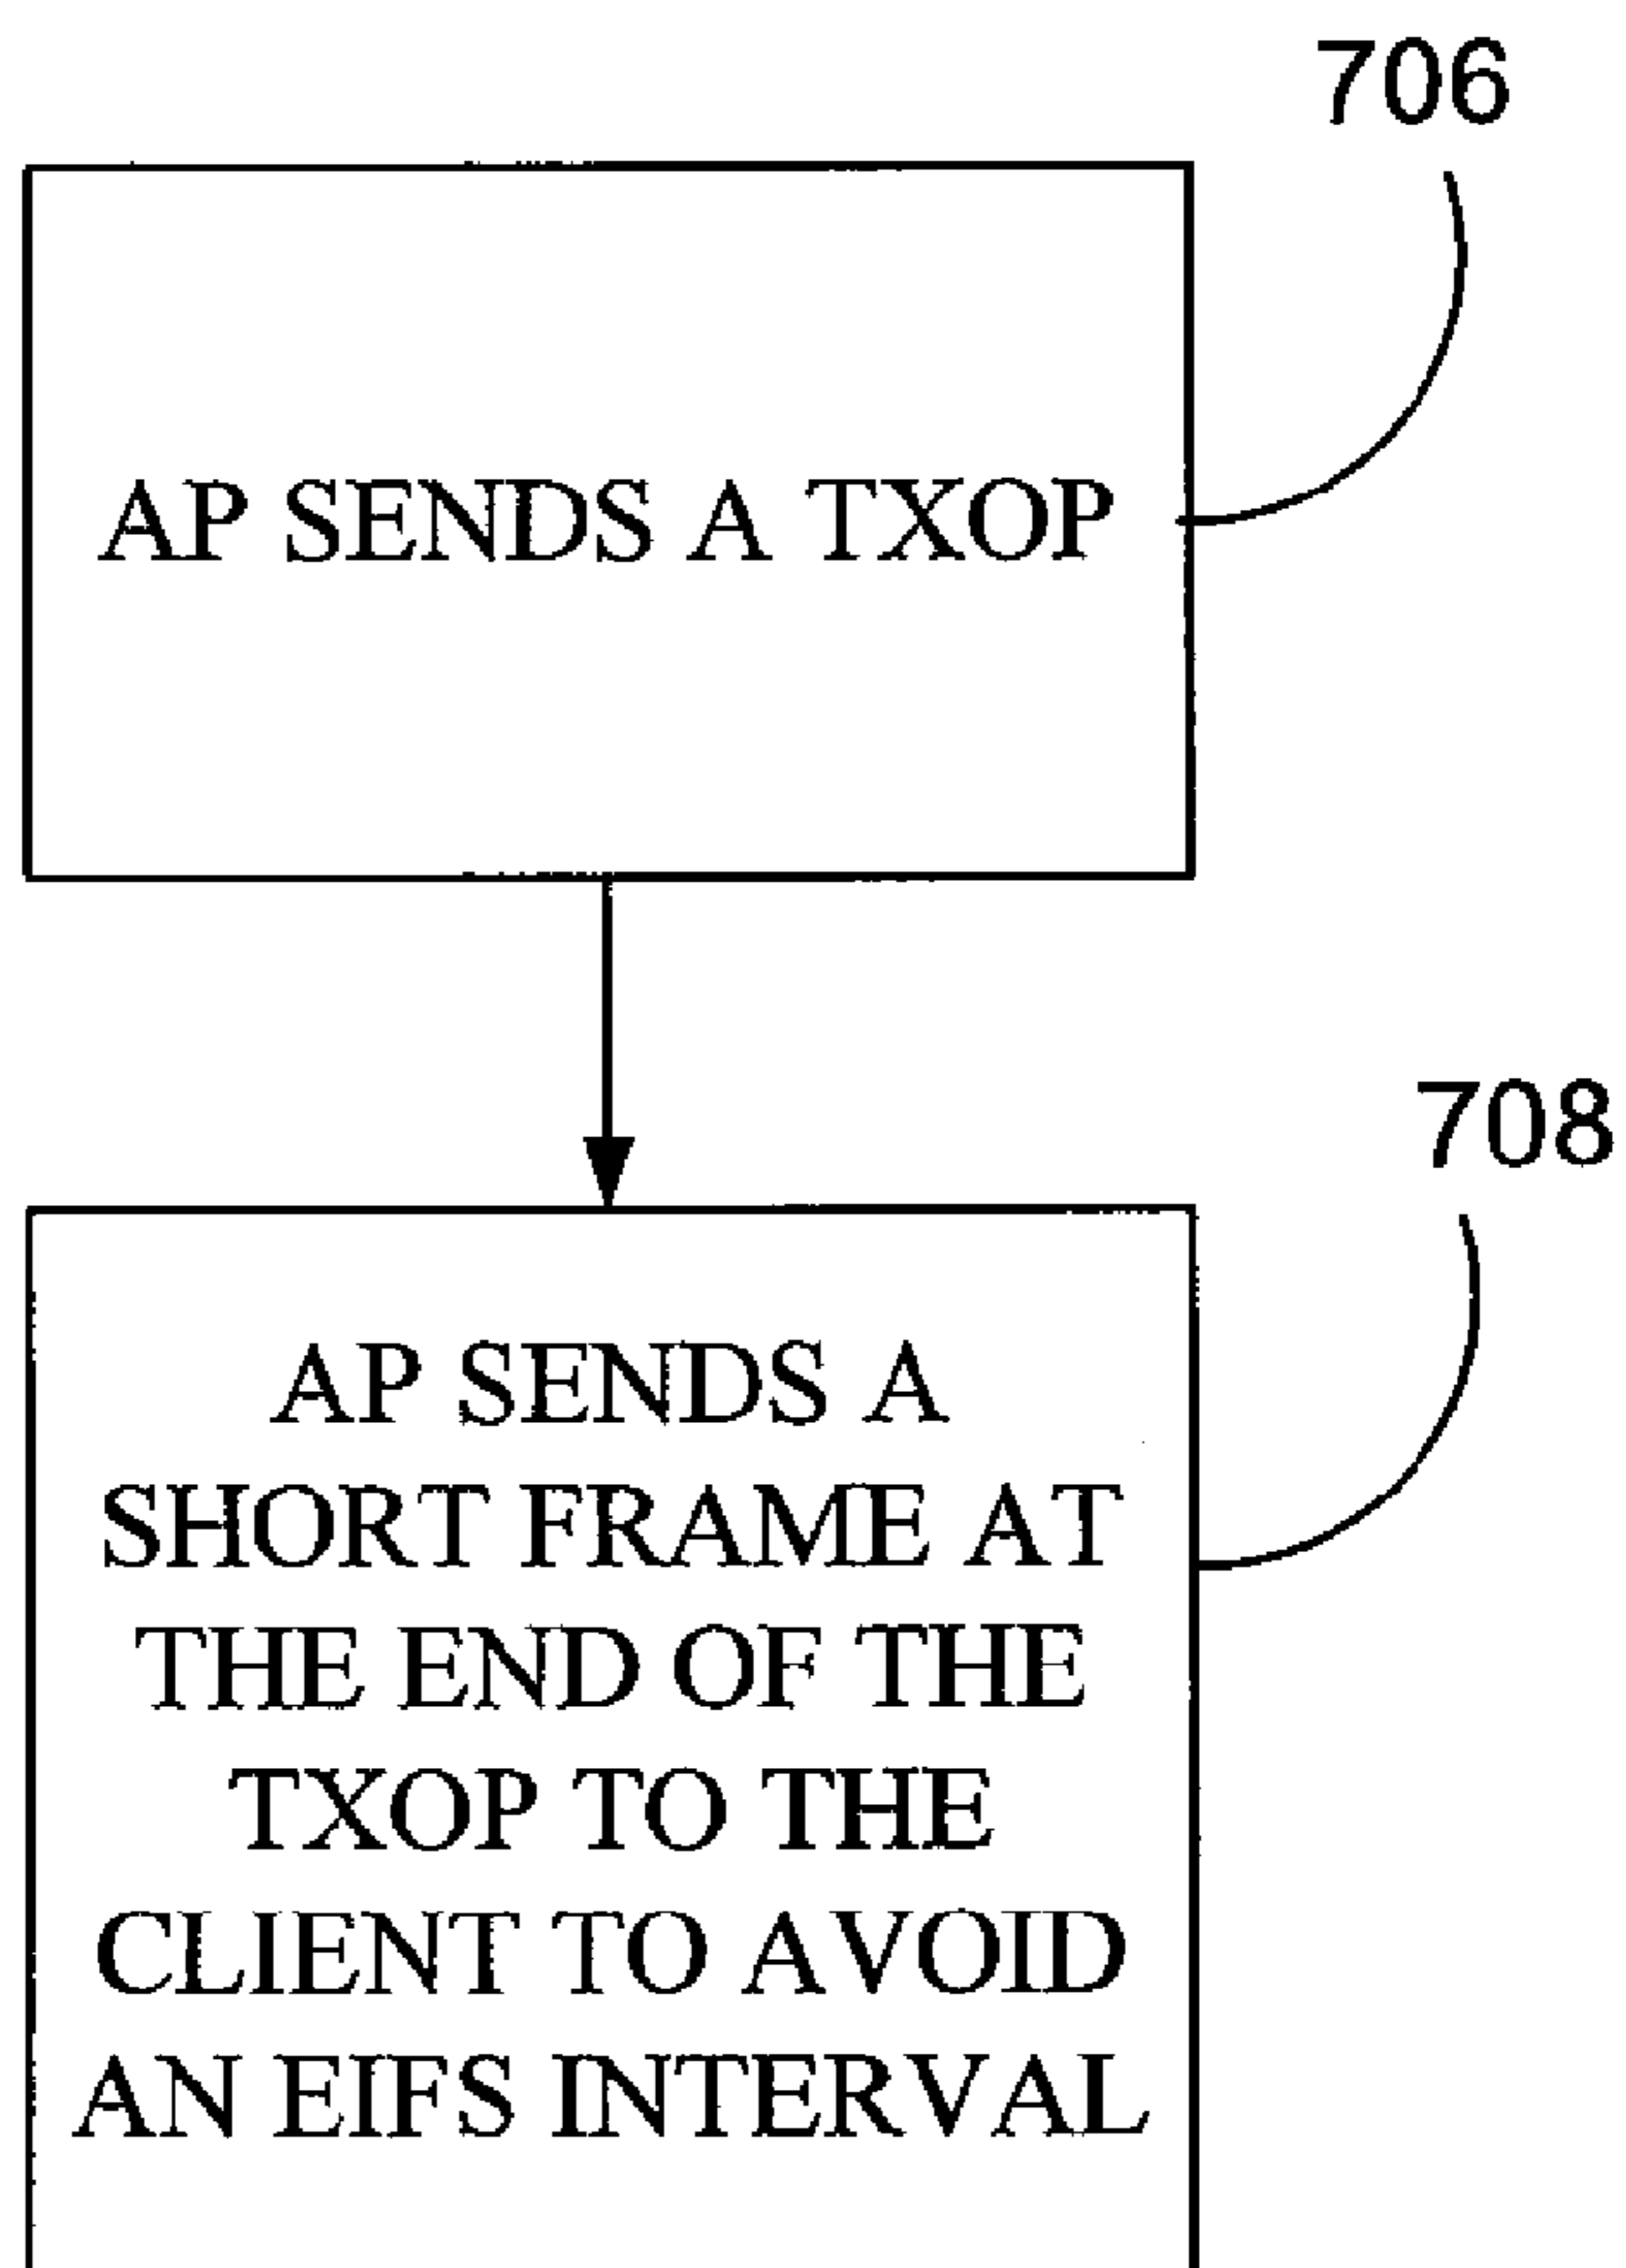 706
AP SENDS A TXOP
708
AP SENDS A
SHORT FRAME AT
THE END OF THE
TXOP TO THE
CLIENT TO AVOID
AN EIFS INTERVAL